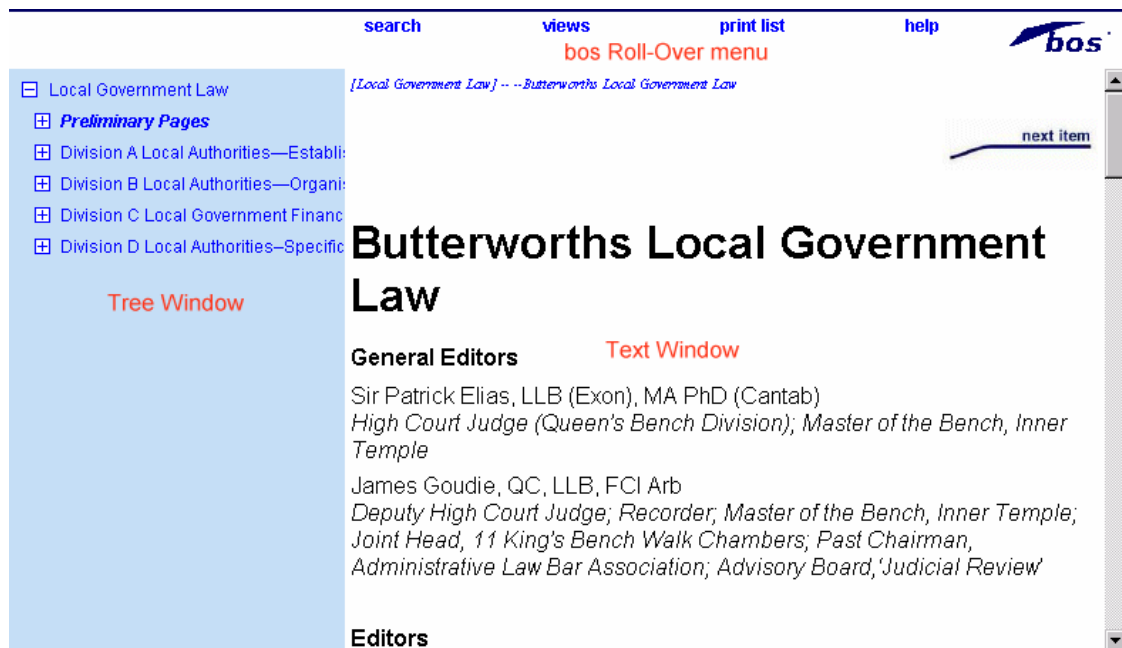 search views print list help
bos Roll-Over menu
bos
Local Government Law
Preliminary Pages
Division A Local Authorities—Establi
Division B Local Authorities—Organi
Division C Local Government Financ
Division D Local Authorities–Specific
Tree Window
[Local Government Law] -- --Butterworths Local Government Law
next item
Butterworths Local Government
Law
General Editors
Text Window
Sir Patrick Elias, LLB (Exon), MA PhD (Cantab)
High Court Judge (Queen's Bench Division); Master of the Bench, Inner
Temple
James Goudie, QC, LLB, FCI Arb
Deputy High Court Judge; Recorder; Master of the Bench, Inner Temple;
Joint Head, 11 King's Bench Walk Chambers; Past Chairman,
Administrative Law Bar Association; Advisory Board,'Judicial Review'
Editors